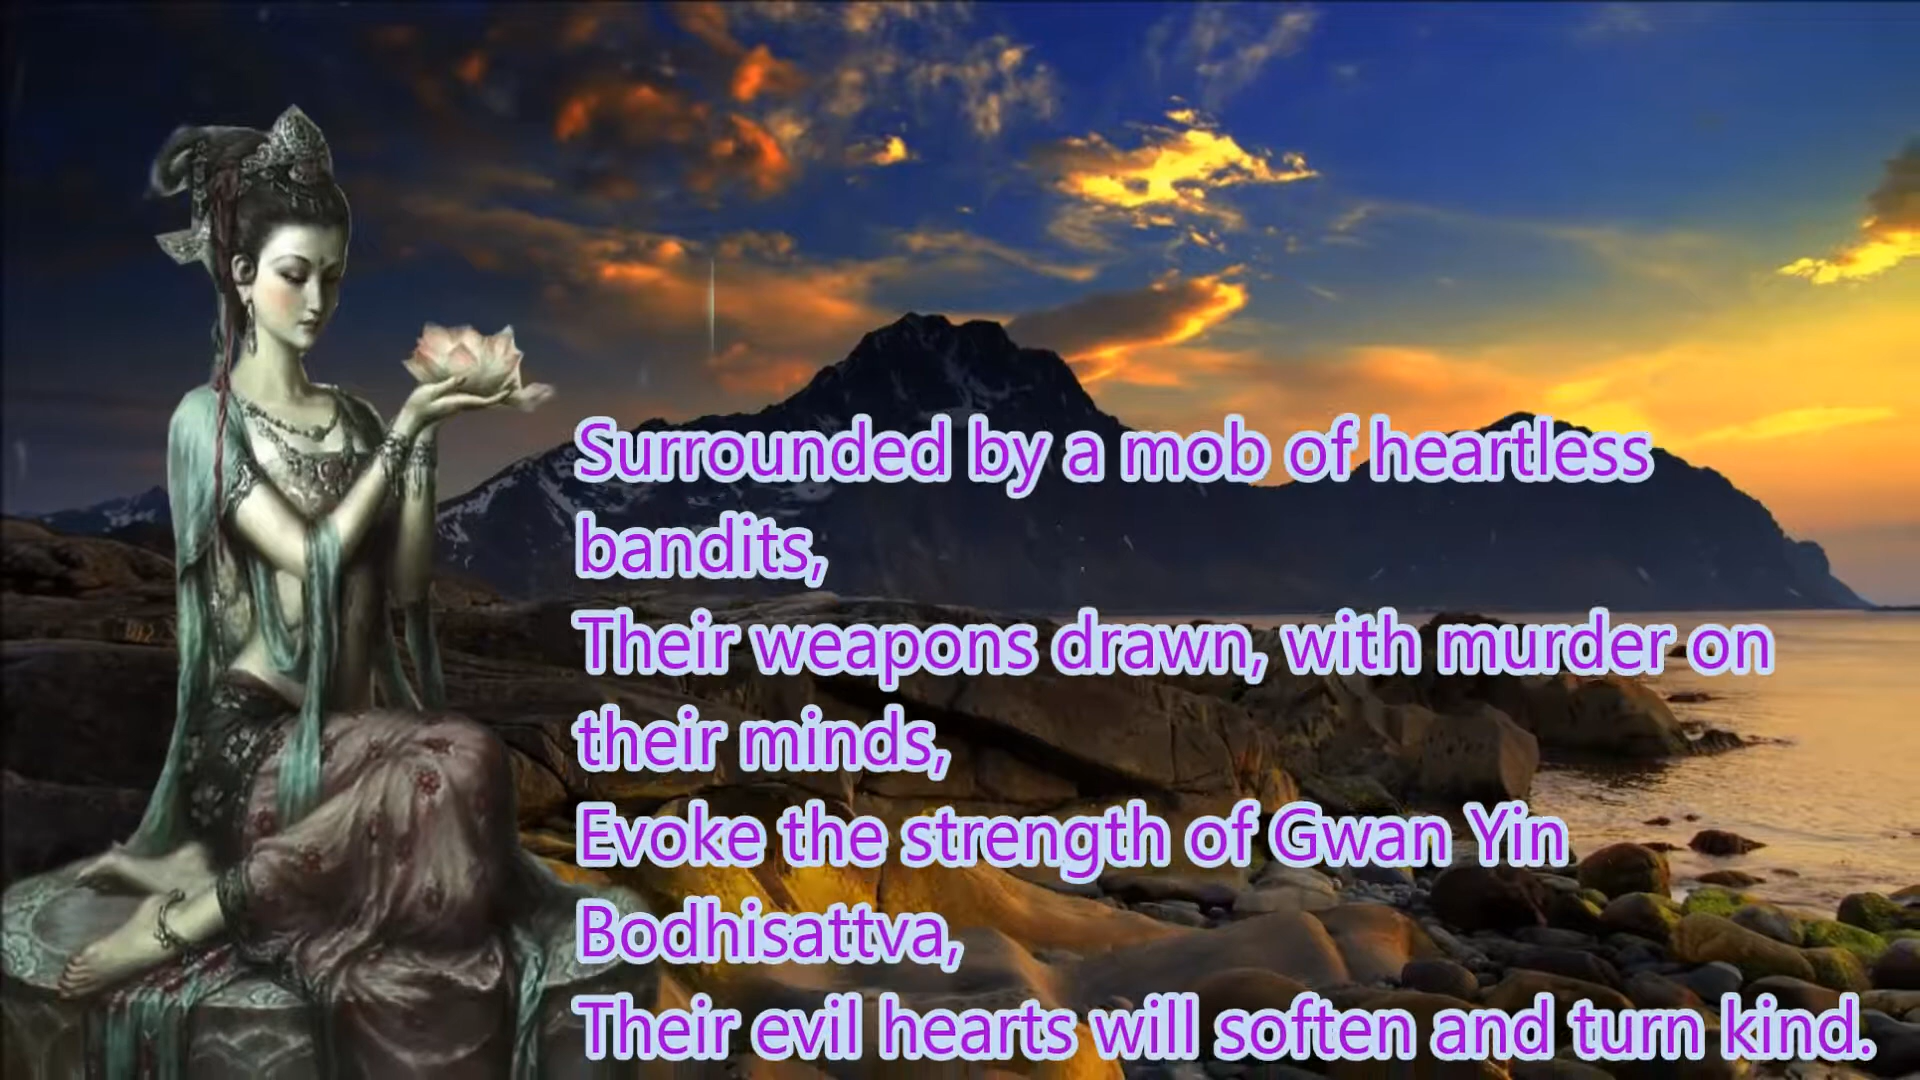 Surrounded by a mob of heartless
bandits,
Their weapons drawn, with murder on
their minds,
Evoke the strength of Gwan Yin
Bodhisattva,
Their evil hearts will soften and turn kind.